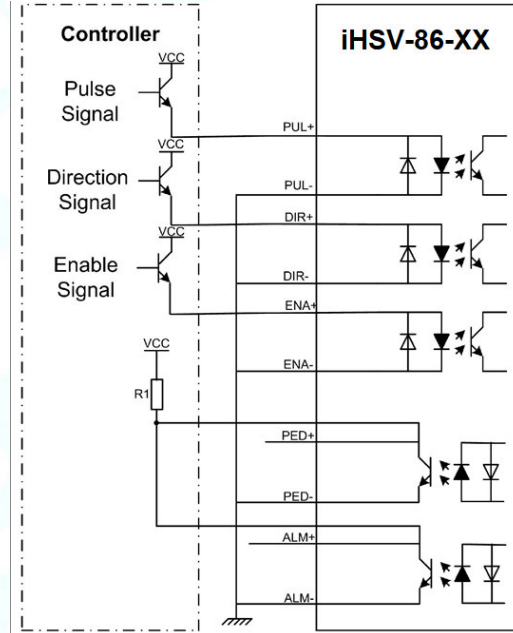 Controller
iHSV-86-XX
VCC
Pulse
Signal
PUL+
VCC
PUL-
Direction
Signal
DIR+
VCC
Enable
Signal
DIR-
ENA+
VCC
ENA-
R1
PED+
PED-
ALM+
ALM-